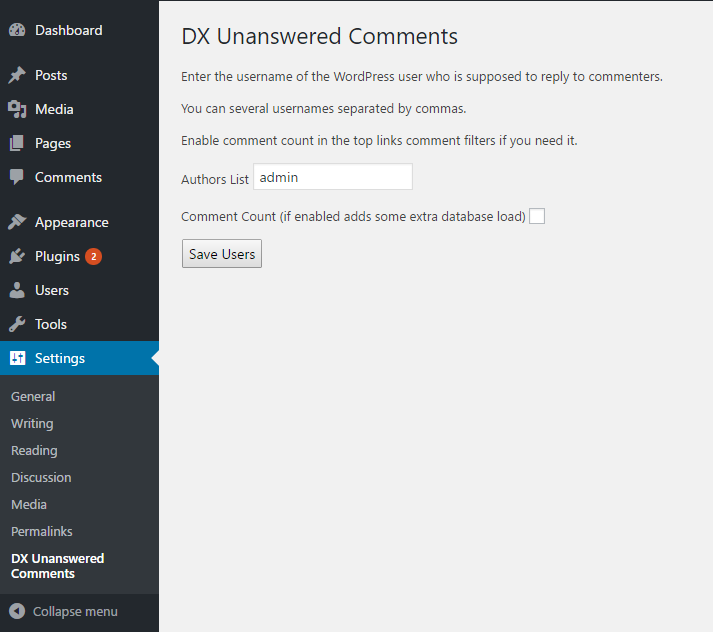 Dashboard
Posts
Media
Pages
Comments
Appearance
Plugins 2
Users
Tools
Settings
General
Writing
Reading
Discussion
Media
Permalinks
DX Unanswered
Comments
Collapse menu
DX Unanswered Comments
Enter the username of the WordPress user who is supposed to reply to commenters.
You can several usernames separated by commas.
Enable comment count in the top links comment filters if you need it.
Authors List admin
Comment Count (if enabled adds some extra database load)
Save Users